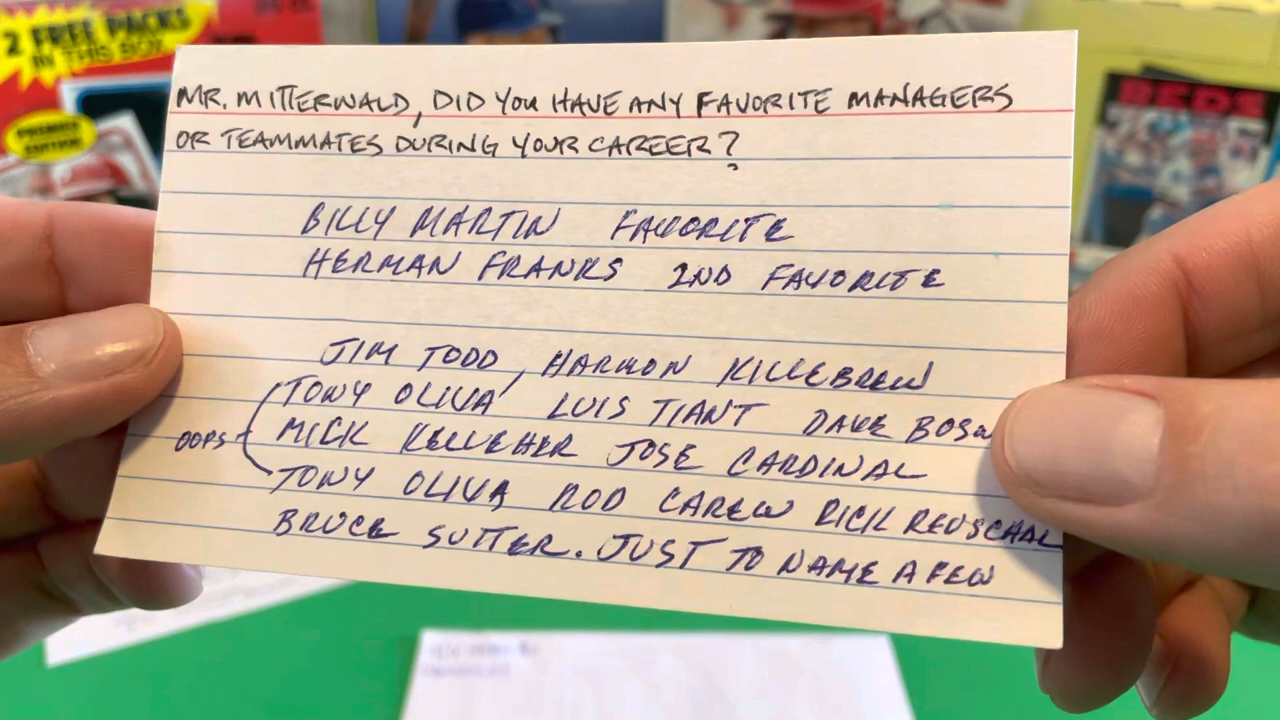 2 FREE PACKS
IN THIS BOX
PREMIER
EDITION
REDS
MR. MITTERWALD, DID YOU HAVE ANY FAVORITE MANAGERS
OR TEAMMATES DURING YOUR CAREER?
BILLY MARTIN FAVORITE
HERMAN FRANKS 2ND FAVORITE
JIM TODD, HARMON KILLEBREW
TONY OLIVA LUIS TIANT DAVE BOSW
OOPS MICK KELLEHER JOSE CARDINAL
TONY OLIVA ROD CAREW RICK REUSCHAL
BRUCE SUTTER. JUST TO NAME A FEW